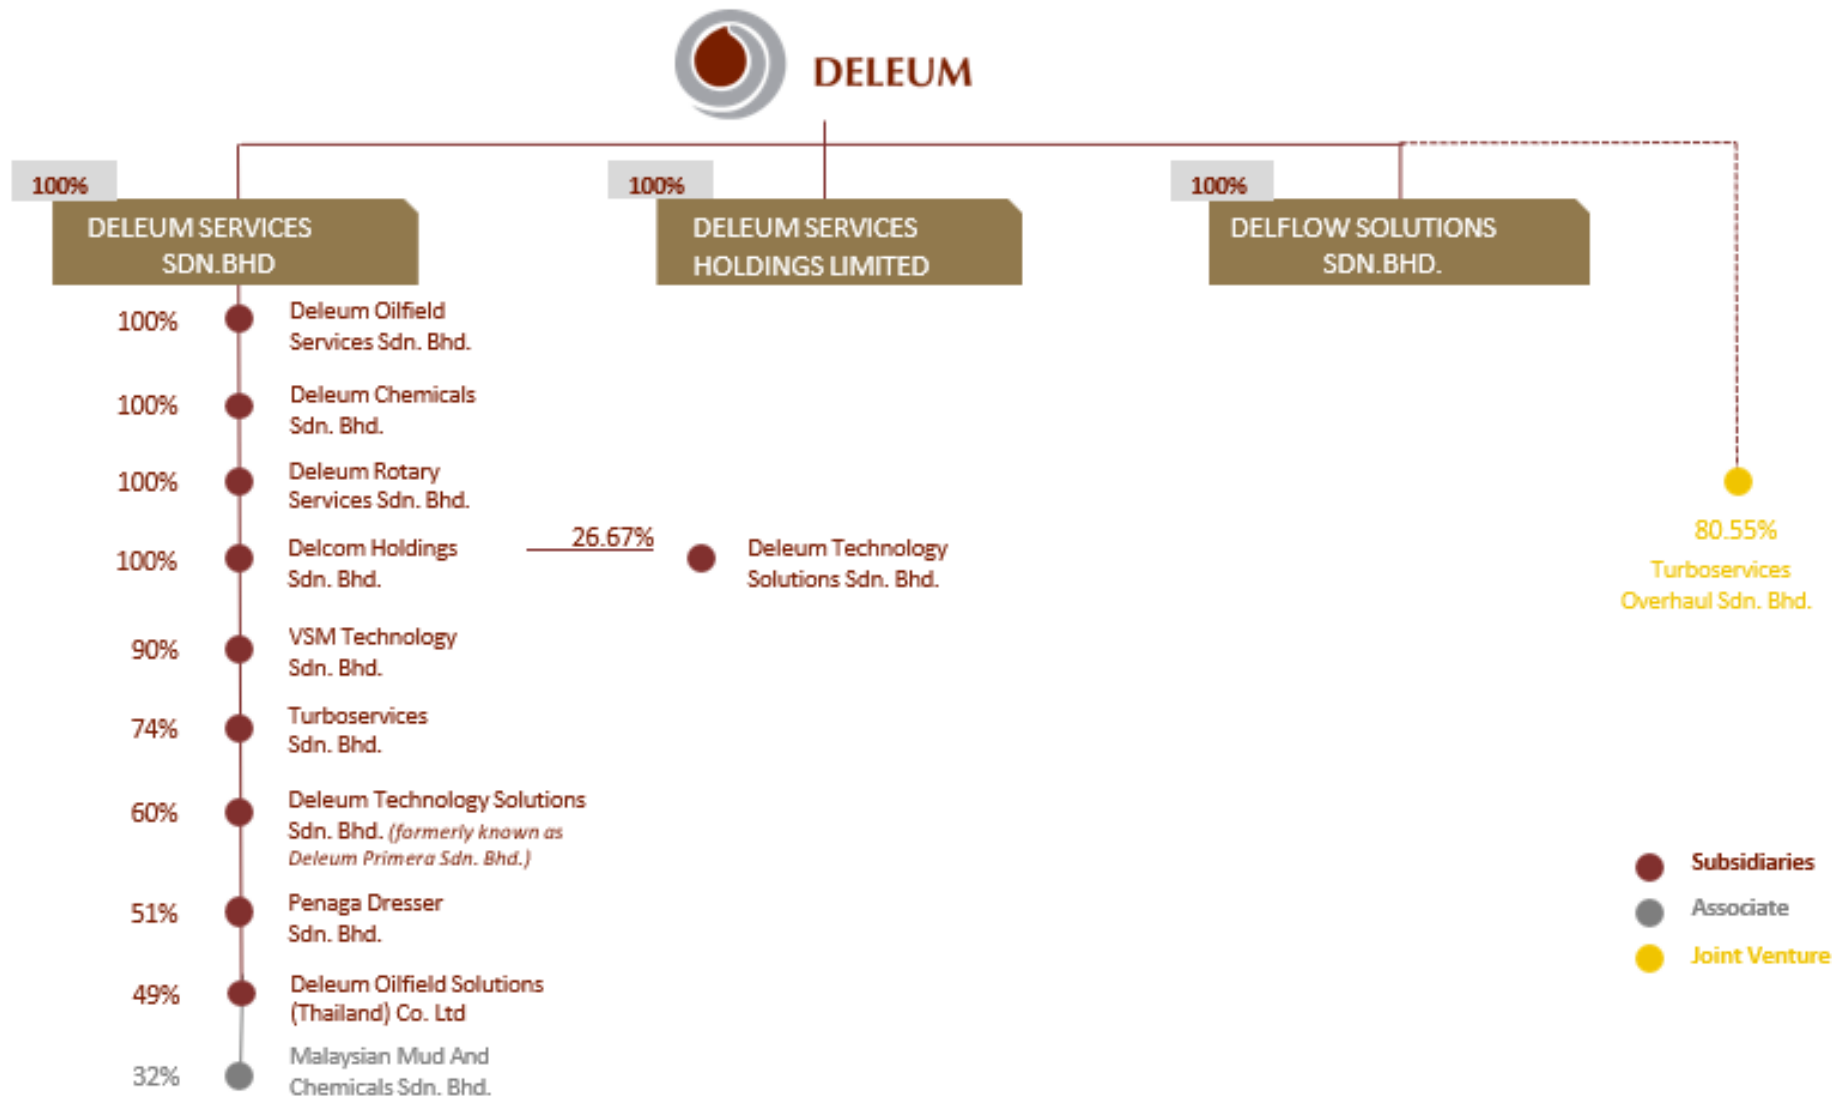 DELEUM
100%
DELEUM SERVICES
SDN.BHD
100%
DELEUM SERVICES
HOLDINGS LIMITED
100%
DELFLOW SOLUTIONS
SDN.BHD.
100%
Deleum Oilfield
Services Sdn. Bhd.
100%
Deleum Chemicals
Sdn. Bhd.
100%
Deleum Rotary
Services Sdn. Bhd.
100%
Delcom Holdings
Sdn. Bhd.
26.67%
Deleum Technology
Solutions Sdn. Bhd.
90%
VSM Technology
Sdn. Bhd.
74%
Turboservices
Sdn. Bhd.
60%
Deleum Technology Solutions
Sdn. Bhd. (formerly known as
Deleum Primera Sdn. Bhd.)
51%
Penaga Dresser
Sdn. Bhd.
49%
Deleum Oilfield Solutions
(Thailand) Co. Ltd
32%
Malaysian Mud And
Chemicals Sdn. Bhd.
80.55%
Turboservices
Overhaul Sdn. Bhd.
Subsidiaries
Associate
Joint Venture